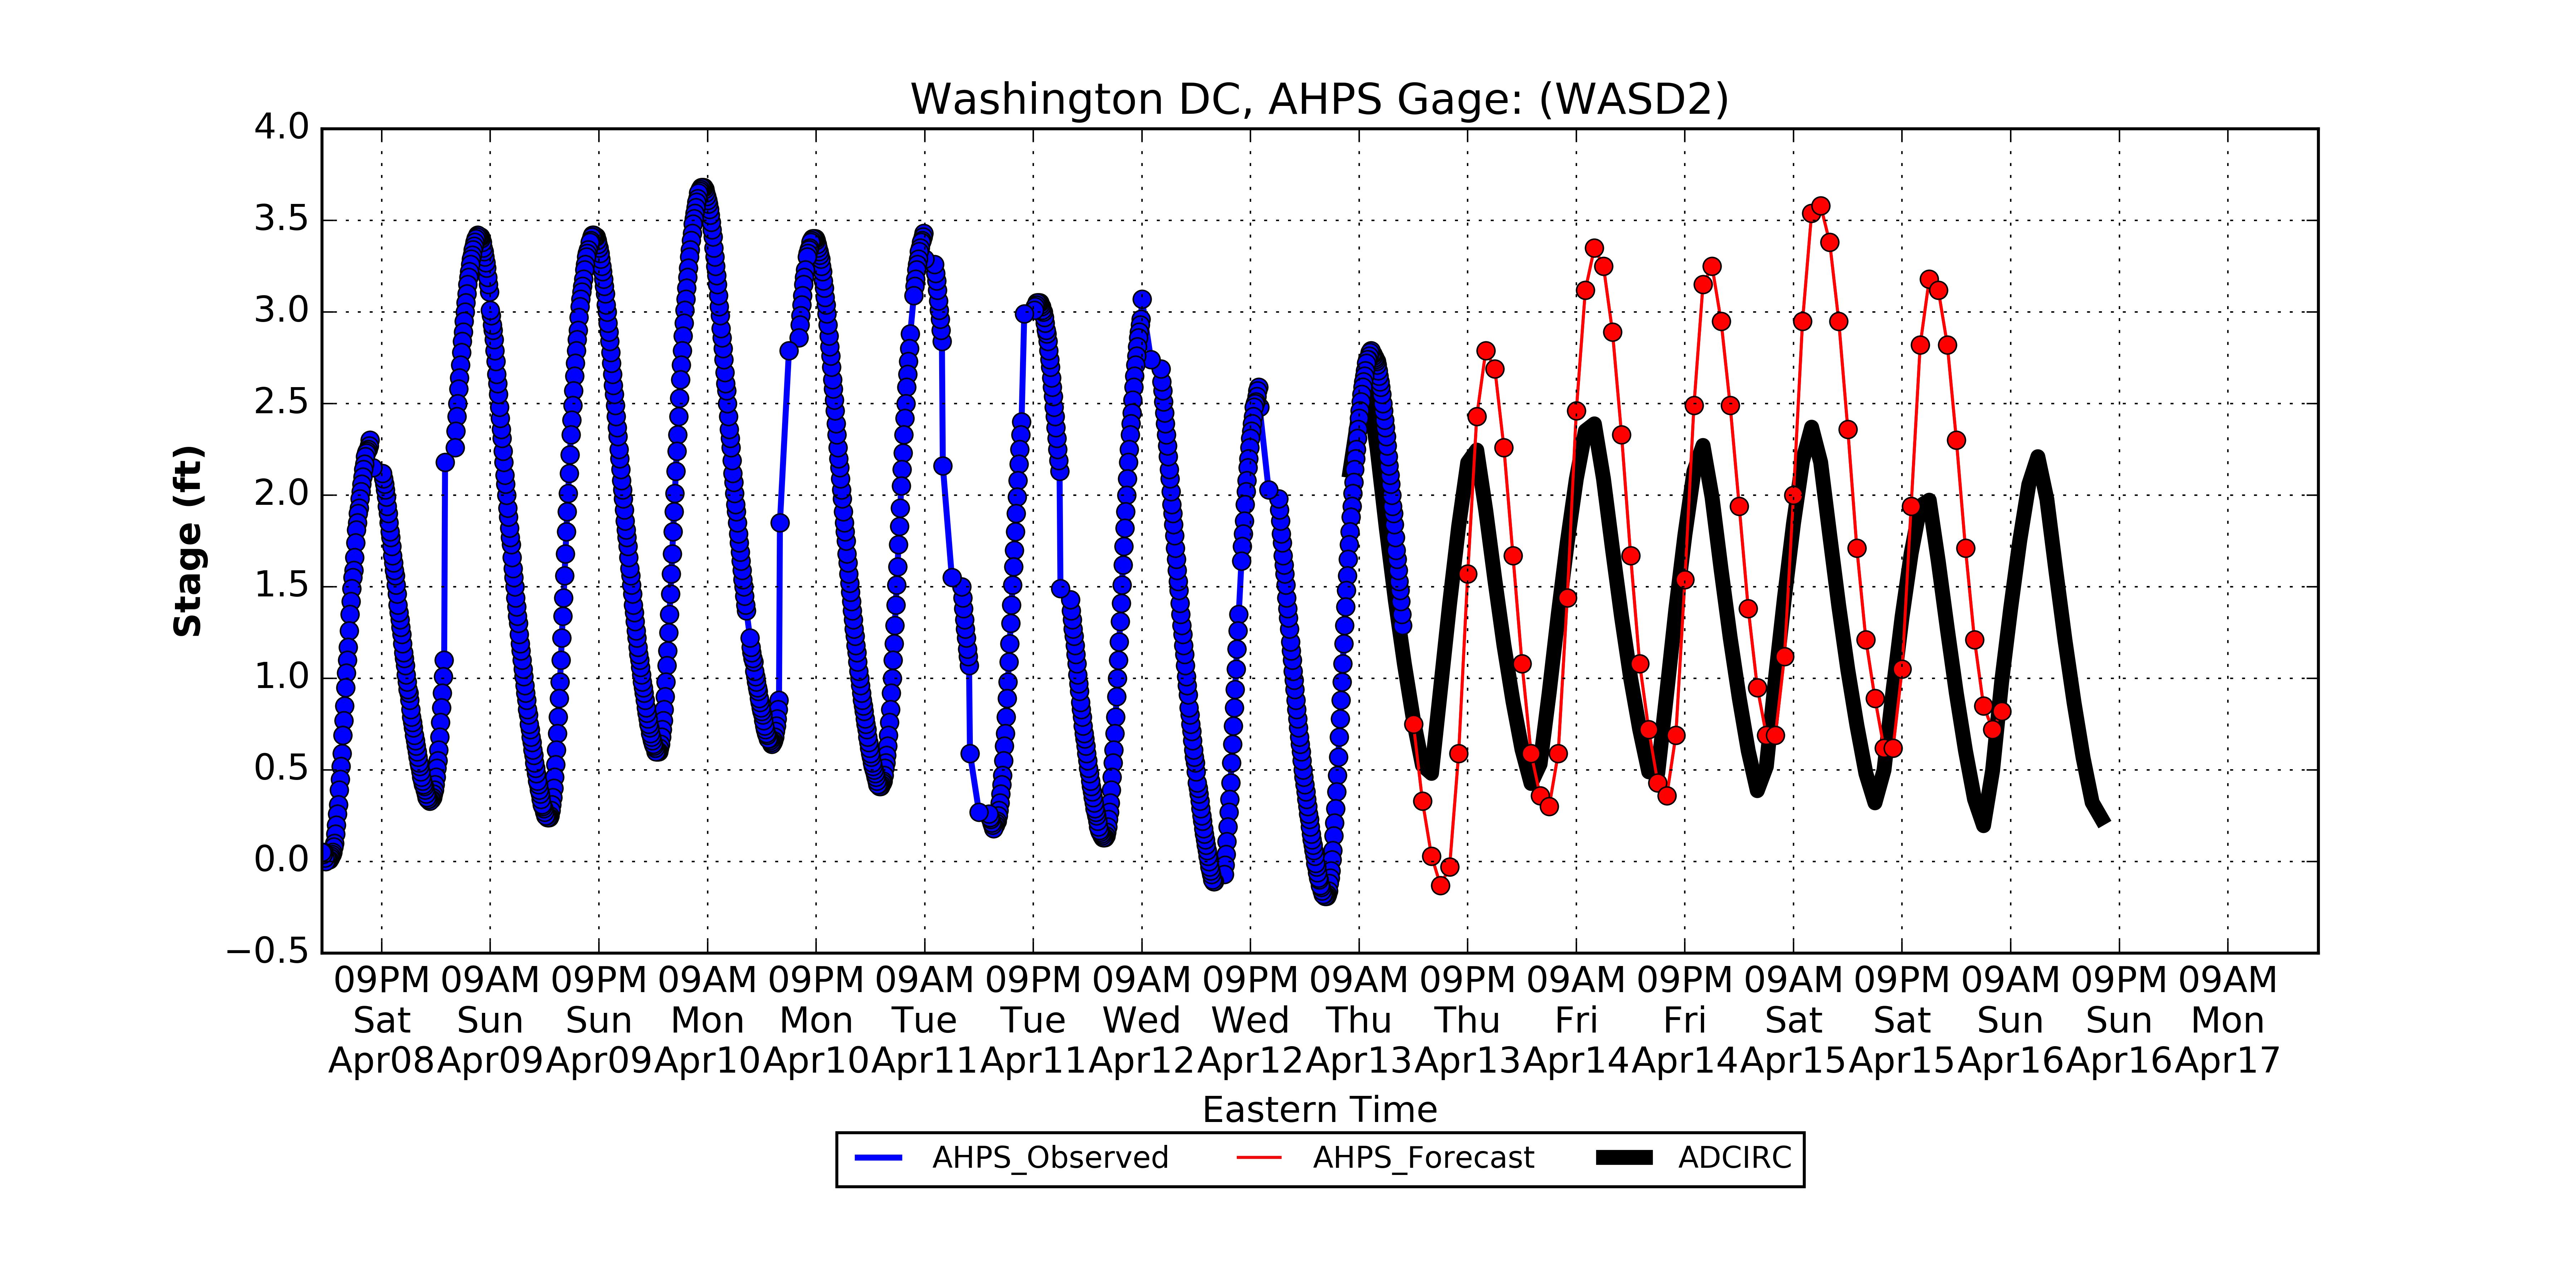 Washington DC, AHPS Gage: (WASD2)
4.0
3.5
3.0
2.5
2.0
1.5
1.0
0.5
0.0
−0.5
Stage (ft)
09PM 09AM 09PM 09AM 09PM 09AM 09PM 09AM 09PM 09AM 09PM 09AM 09PM 09AM 09PM 09AM 09PM 09AM
Sat Sun Sun Mon Mon Tue Tue Wed Wed Thu Thu Fri Fri Sat Sat Sun Sun Mon
Apr08 Apr09 Apr09 Apr10 Apr10 Apr11 Apr11 Apr12 Apr12 Apr13 Apr13 Apr14 Apr14 Apr15 Apr15 Apr16 Apr16 Apr17
Eastern Time
AHPS_Observed AHPS_Forecast ADCIRC